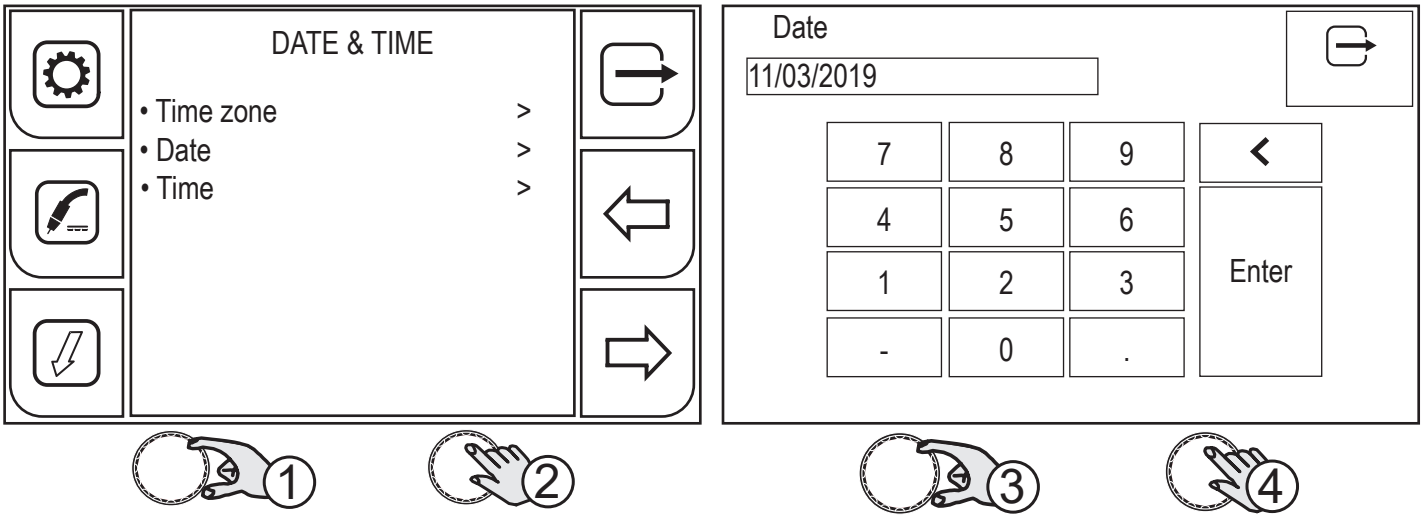 DATE & TIME
• Time zone >
• Date >
• Time >
Date
11/03/2019
7 8 9 <
4 5 6
1 2 3 Enter
- 0 .
1 2 3 4